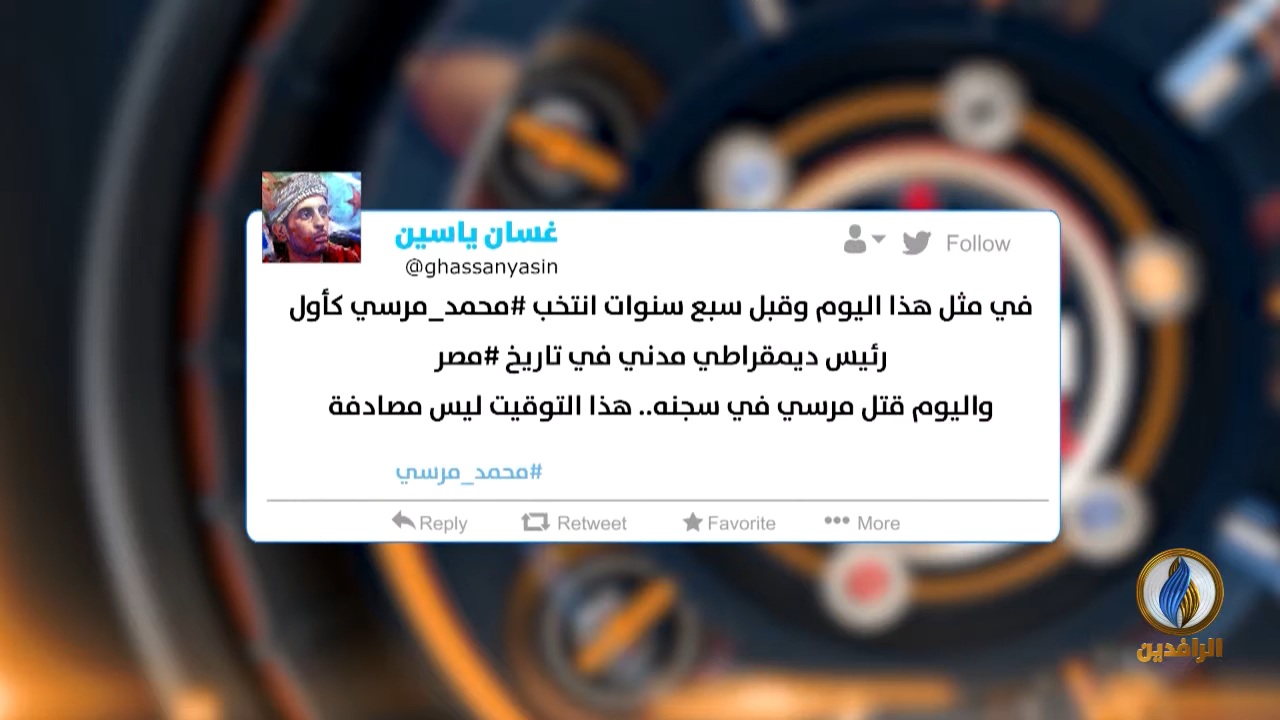 غسان ياسين
@ghassanyasin
Follow
في مثل هذا اليوم وقبل سبع سنوات انتخب #محمد_مرسي كأول
رئيس ديمقراطي مدني في تاريخ #مصر
واليوم قتل مرسي في سجنه.. هذا التوقيت ليس مصادفة
#محمد_مرسي
Reply
Retweet
Favorite
More
الرافدين